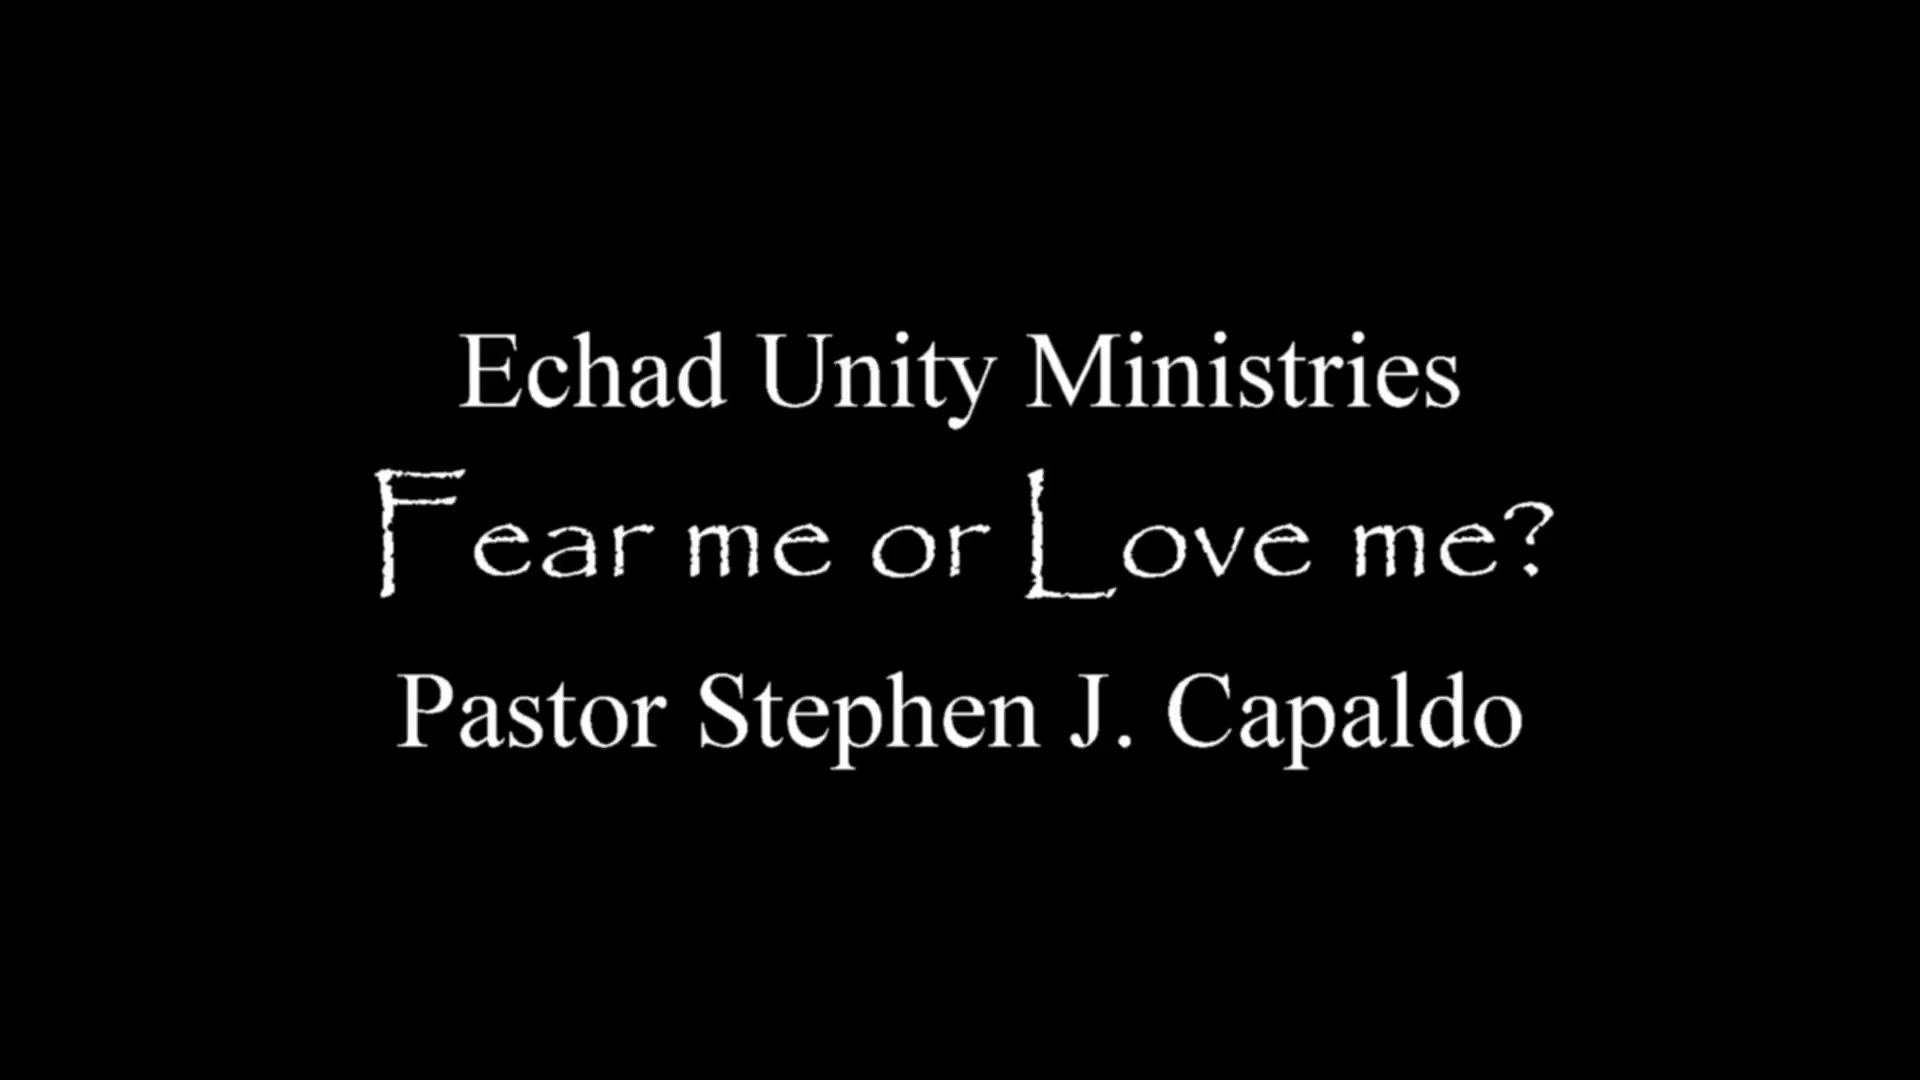 Echad Unity Ministries
Fear me or Love me?
Pastor Stephen J. Capaldo